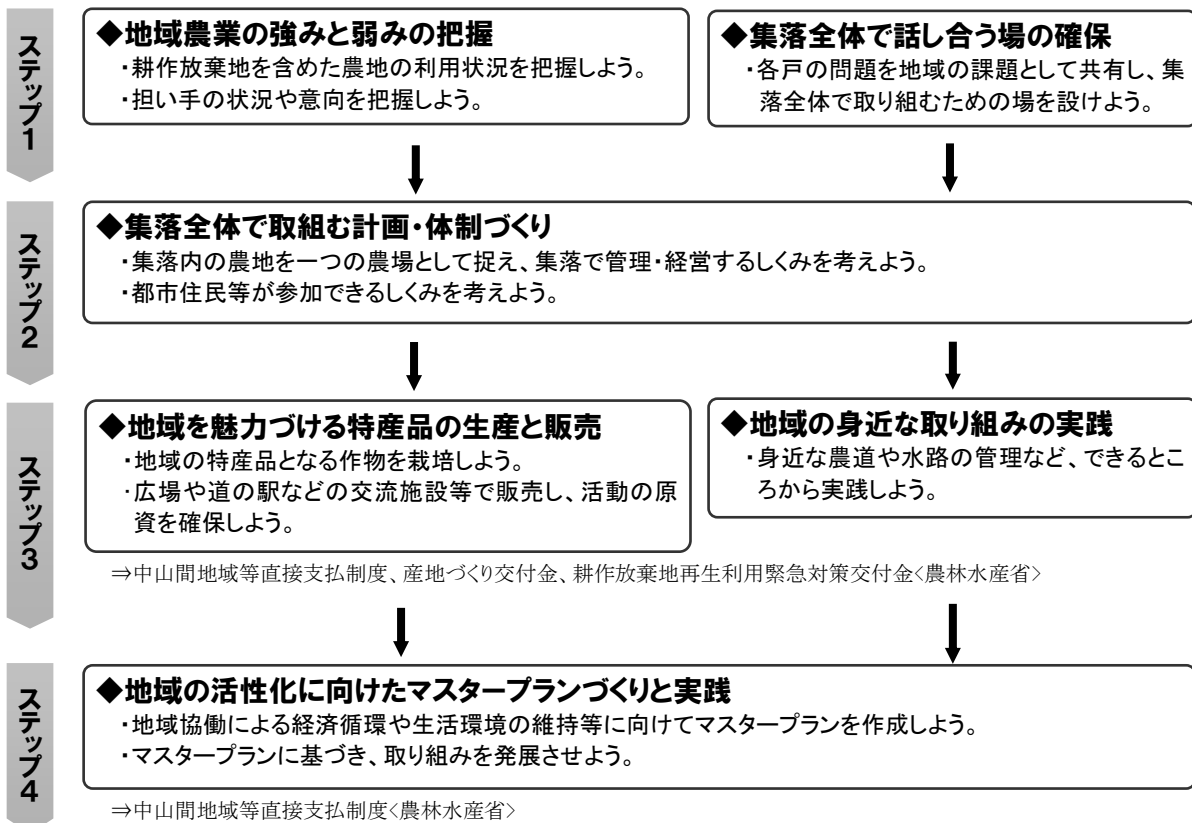 ステップ1
◆地域農業の強みと弱みの把握
・耕作放棄地を含めた農地の利用状況を把握しよう。
・担い手の状況や意向を把握しよう。
◆集落全体で話し合う場の確保
・各戸の問題を地域の課題として共有し、集
落全体で取り組むための場を設けよう。
ステップ2
◆集落全体で取組む計画・体制づくり
・集落内の農地を一つの農場として捉え、集落で管理・経営するしくみを考えよう。
・都市住民等が参加できるしくみを考えよう。
ステップ3
◆地域を魅力づける特産品の生産と販売
・地域の特産品となる作物を栽培しよう。
・広場や道の駅などの交流施設等で販売し、活動の原
資を確保しよう。
◆地域の身近な取り組みの実践
・身近な農道や水路の管理など、できるとこ
ろから実践しよう。
⇒中山間地域等直接支払制度、産地づくり交付金、耕作放棄地再生利用緊急対策交付金<農林水産省>
ステップ4
◆地域の活性化に向けたマスタープランづくりと実践
・地域協働による経済循環や生活環境の維持等に向けてマスタープランを作成しよう。
・マスタープランに基づき、取り組みを発展させよう。
⇒中山間地域等直接支払制度<農林水産省>